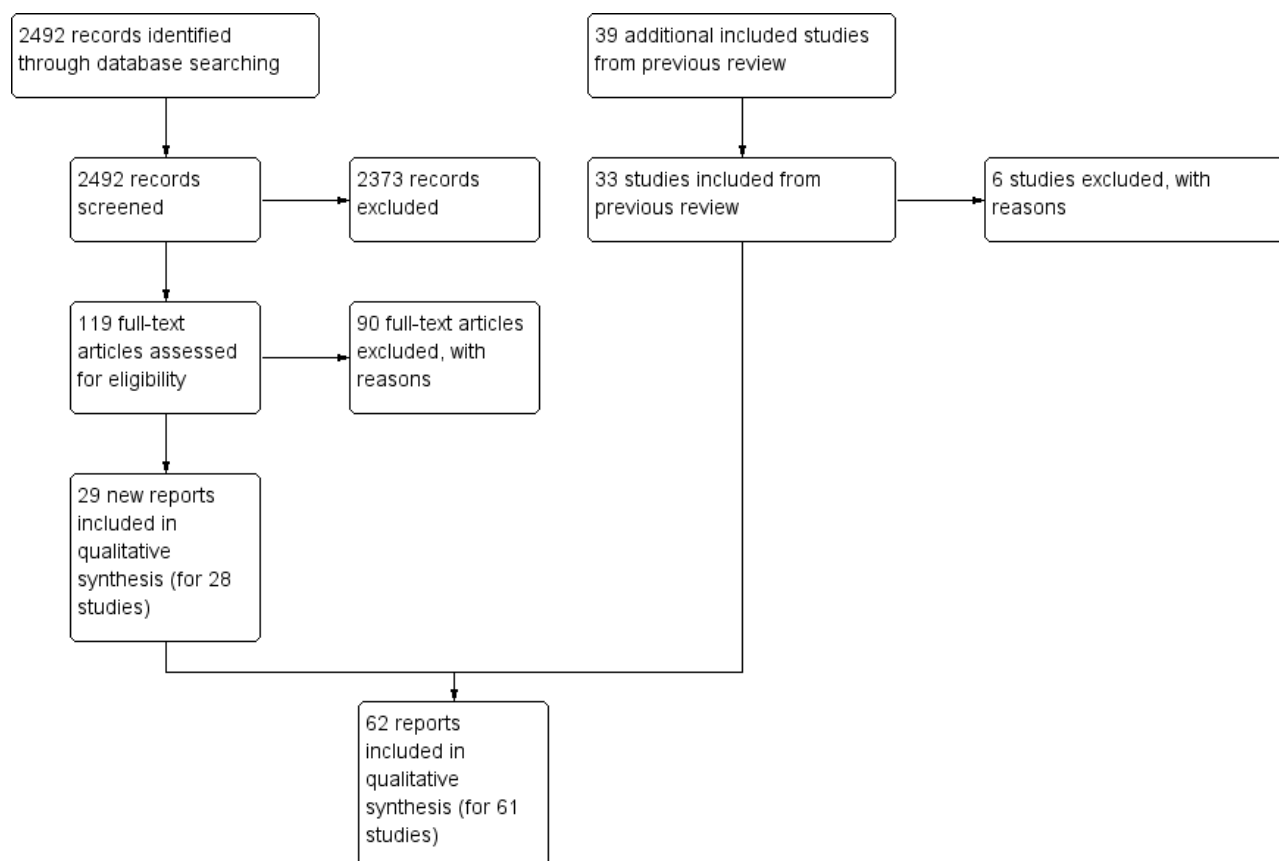 2492 records identified
through database searching
39 additional included studies
from previous review
2492 records
screened
2373 records
excluded
33 studies included from
previous review
6 studies excluded, with
reasons
119 full-text
articles assessed
for eligibility
90 full-text articles
excluded, with
reasons
29 new reports
included in
qualitative
synthesis (for 28
studies)
62 reports
included in
qualitative
synthesis (for 61
studies)